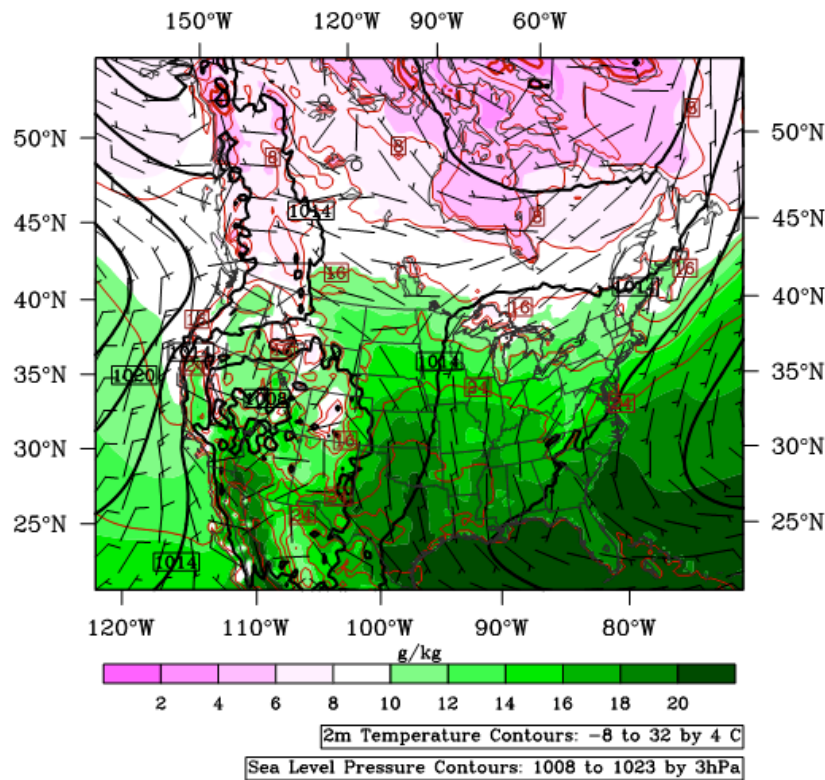 150°W 120°W 90°W 60°W
50°N 50°N
8
8
8
1014
45°N 8 45°N
16 16
40°N 1014 40°N
16 16
1014
35°N 1020 1014 24 35°N
1008 24
30°N 16 30°N
24
25°N 24 25°N
1014
120°W 110°W 100°W 90°W 80°W
g/kg
2 4 6 8 10 12 14 16 18 20
2m Temperature Contours: −8 to 32 by 4 C
Sea Level Pressure Contours: 1008 to 1023 by 3hPa